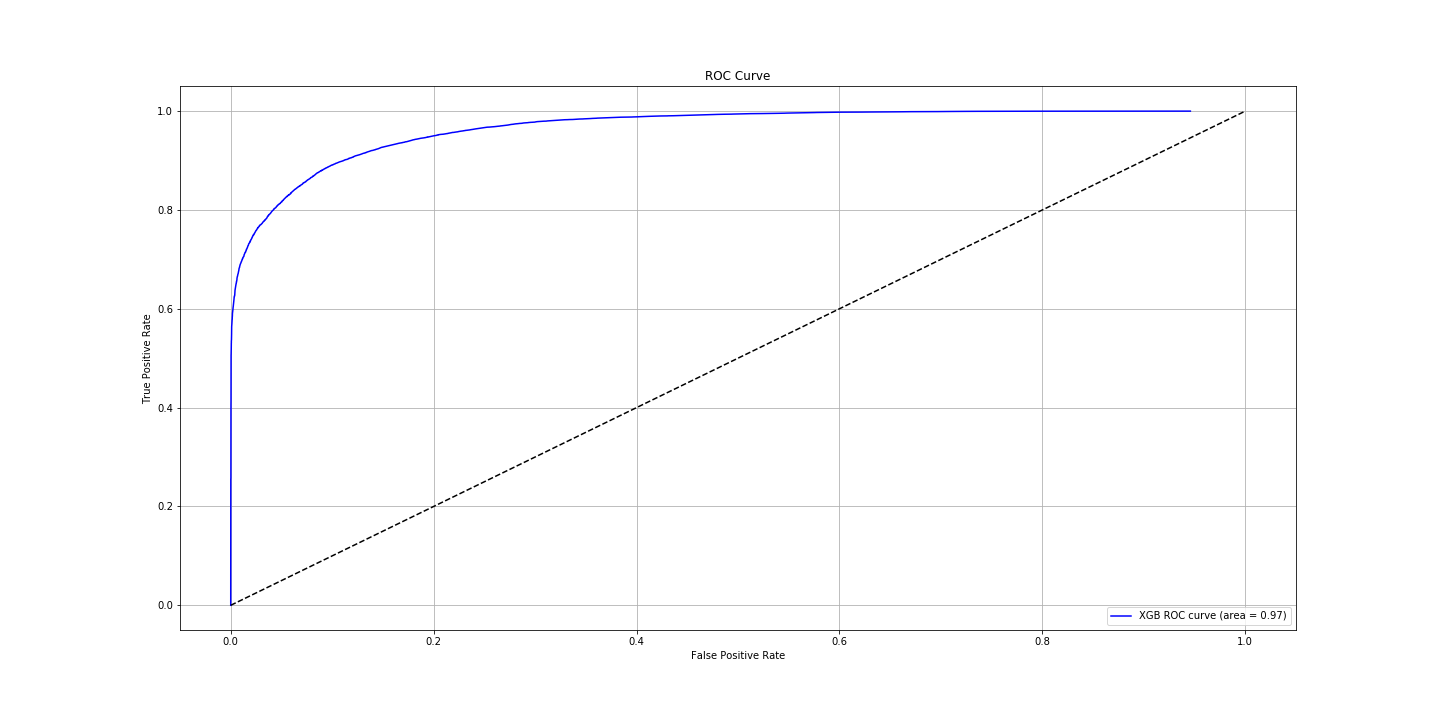 ROC Curve
1.0
0.8
0.6
0.4
0.2
0.0
True Positive Rate
XGB ROC curve (area = 0.97)
0.0 0.2 0.4 0.6 0.8 1.0
False Positive Rate